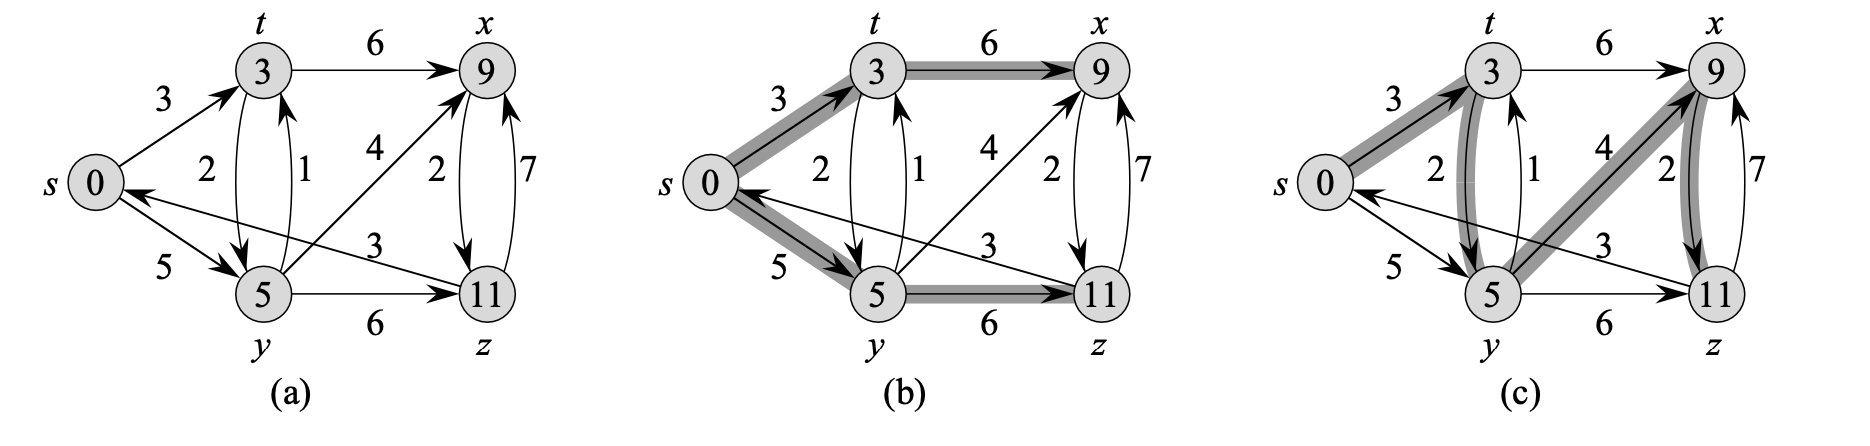 t x t x t x
6 6 6
3 9 3 9 3 9
3 3 3
2 1 4 2 7 2 1 4 2 7 2 1 4 2 7
s 0 s 0 s 0
3 3 3
5 5 5
5 11 5 11 5 11
6 6 6
y z y z y z
(a) (b) (c)